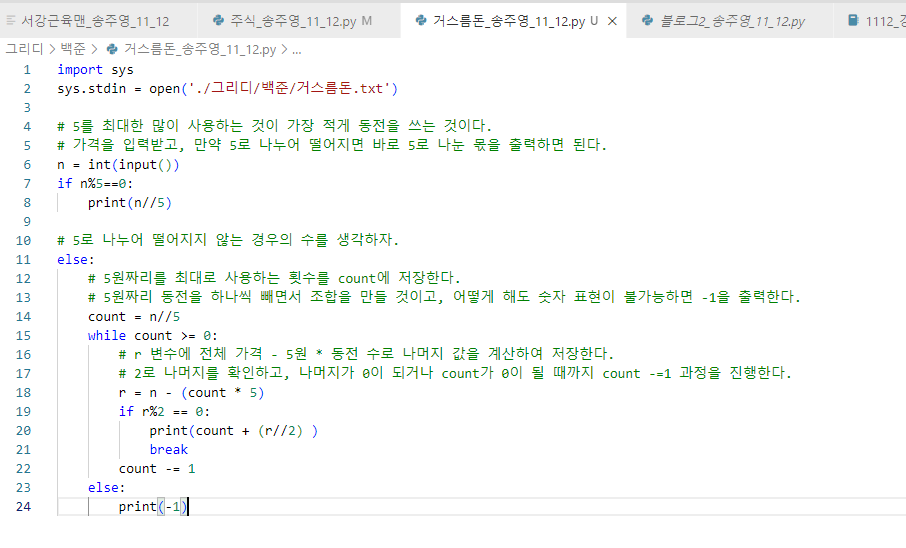 서강근육맨_송주영_11_12 주식_송주영_11_12.py M 거스름돈_송주영_11_12.py U × 블로그2_송주영_11_12.py
그리디 > 백준 > 거스름돈_송주영_11_12.py > ...
1 import sys
2 sys.stdin = open('./그리디/백준/거스름돈.txt')
3
4 # 5를 최대한 많이 사용하는 것이 가장 적게 동전을 쓰는 것이다.
5 # 가격을 입력받고, 만약 5로 나누어 떨어지면 바로 5로 나눈 몫을 출력하면 된다.
6 n = int(input())
7 if n%5==0:
8     print(n//5)
9
10 # 5로 나누어 떨어지지 않는 경우의 수를 생각하자.
11 else:
12     # 5원짜리를 최대로 사용하는 횟수를 count에 저장한다.
13     # 5원짜리 동전을 하나씩 빼면서 조합을 만들 것이고, 어떻게 해도 숫자 표현이 불가능하면 -1을 출력한다.
14     count = n//5
15     while count >= 0:
16         # r 변수에 전체 가격 - 5원 * 동전 수로 나머지 값을 계산하여 저장한다.
17         # 2로 나머지를 확인하고, 나머지가 0이 되거나 count가 0이 될 때까지 count -=1 과정을 진행한다.
18         r = n - (count * 5)
19         if r%2 == 0:
20             print(count + (r//2) )
21             break
22         count -= 1
23     else:
24         print(-1)